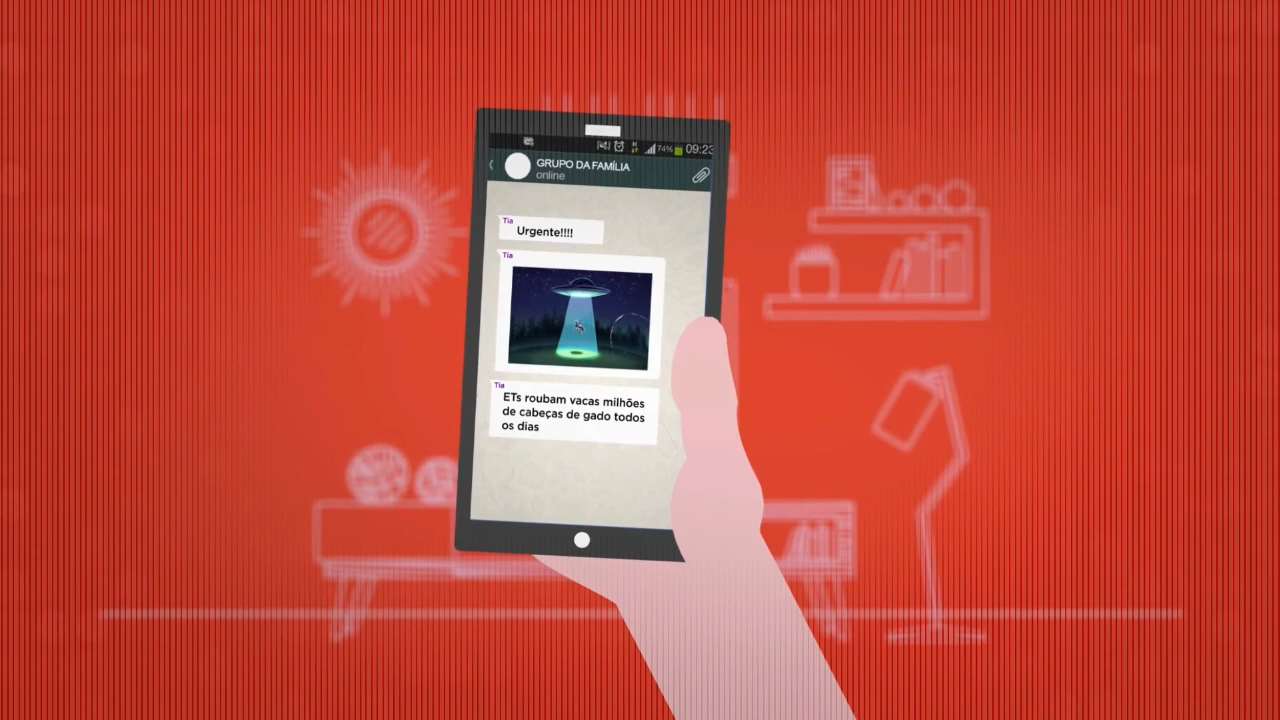 74% 09:23
GRUPO DA FAMÍLIA
online
Tia
Urgente!!!!
Tia
Tia
ETs roubam vacas milhões
de cabeças de gado todos
os dias